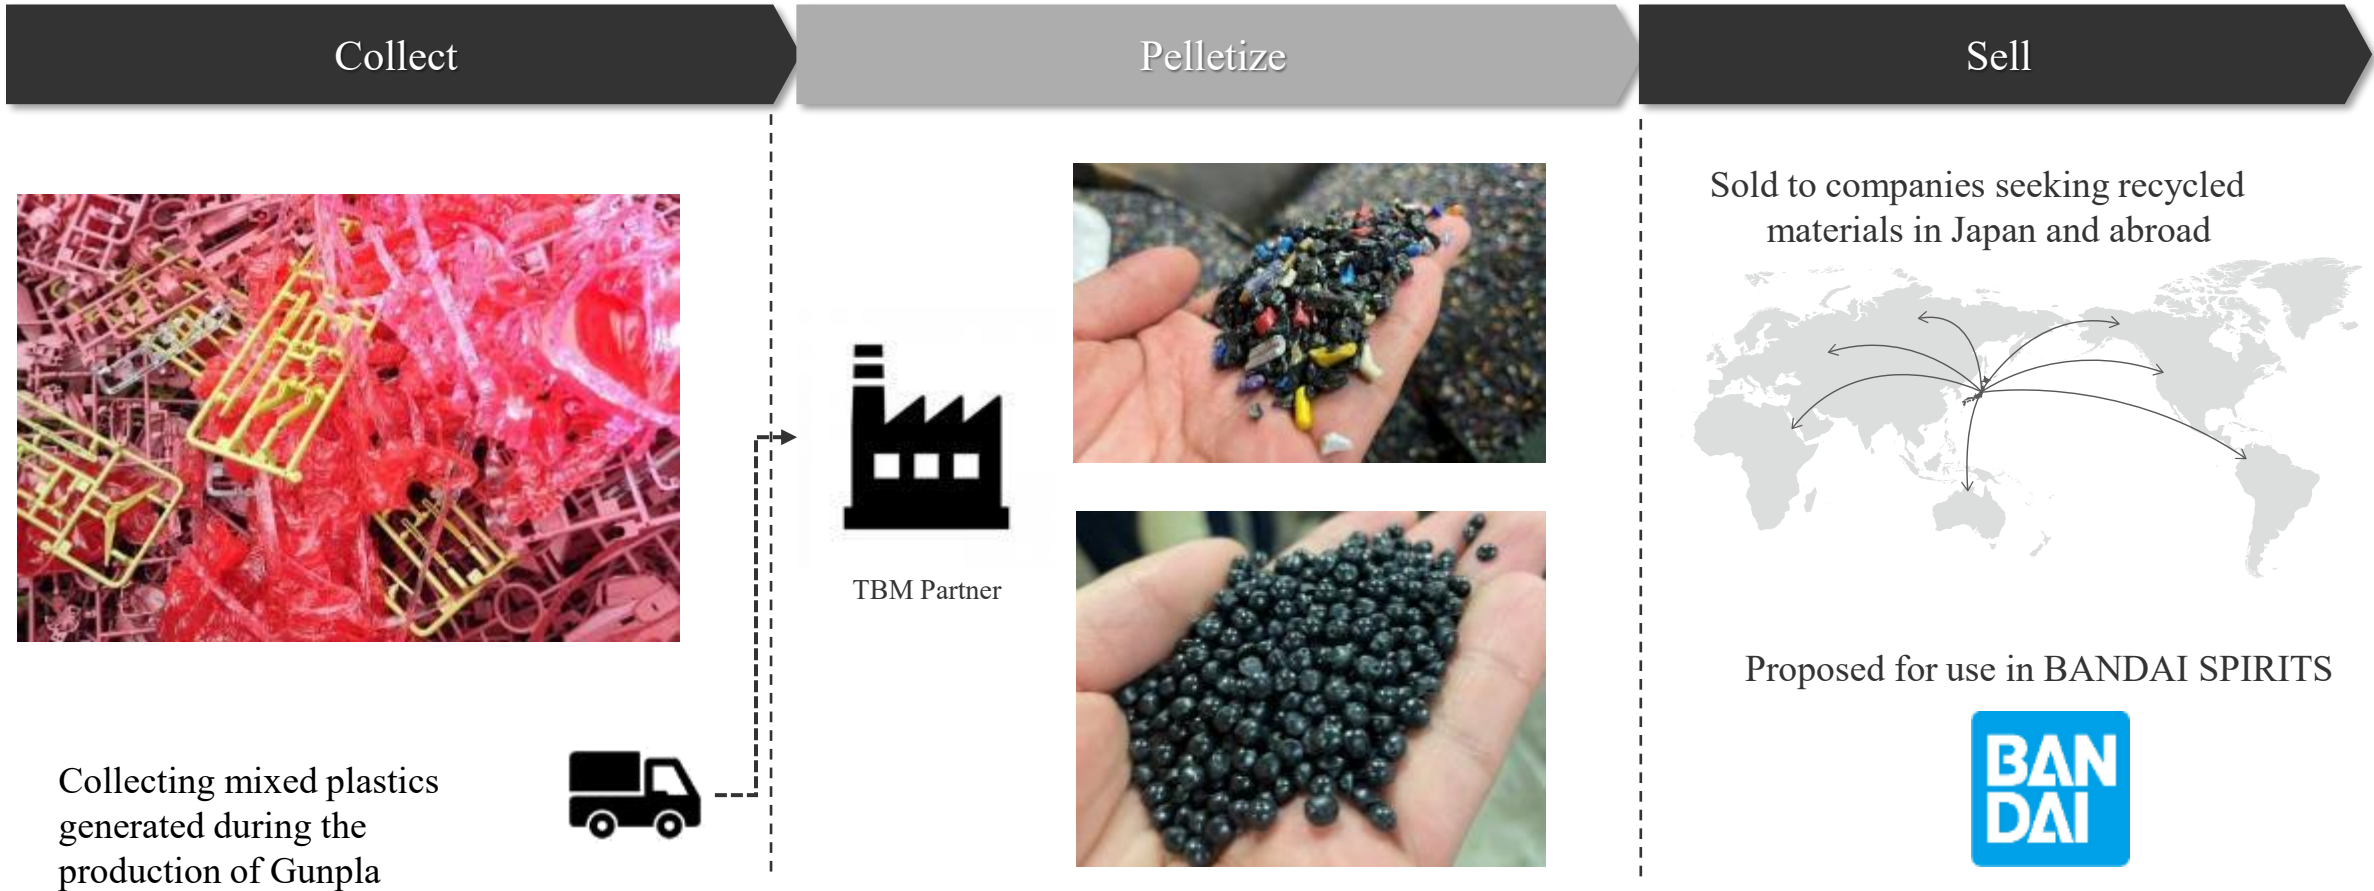 Collect
Pelletize
Sell
Collecting mixed plastics
generated during the
production of Gunpla
TBM Partner
Sold to companies seeking recycled
materials in Japan and abroad
Proposed for use in BANDAI SPIRITS
BAN
DAI